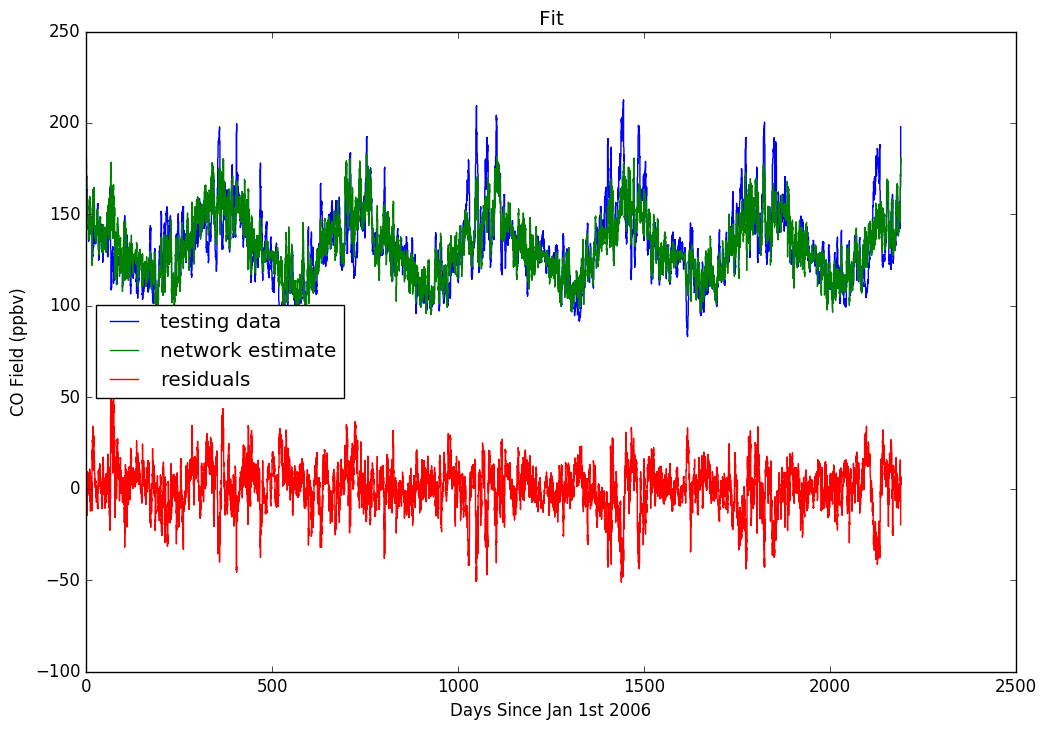 Fit
250
200
150
100
50
0
−50
−100
CO Field (ppbv)
testing data
network estimate
residuals
0 500 1000 1500 2000 2500
Days Since Jan 1st 2006